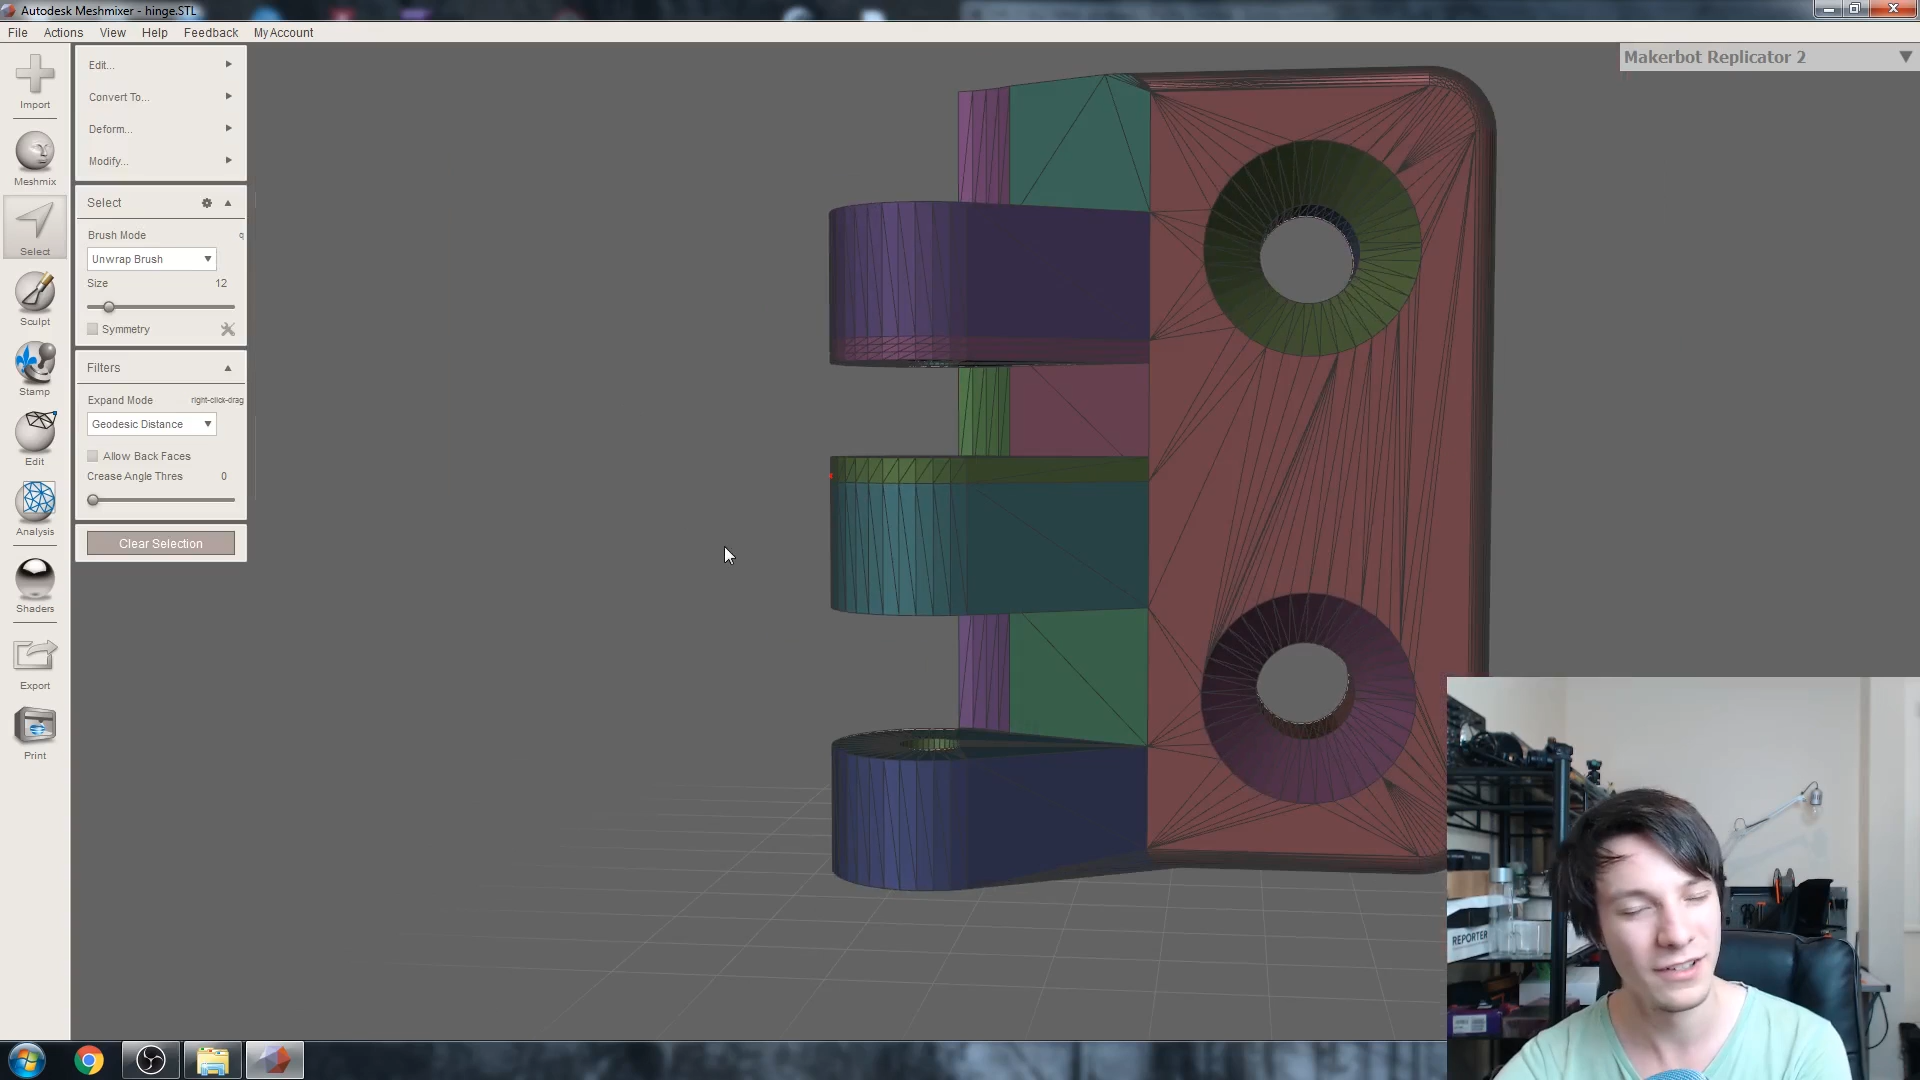 Autodesk Meshmixer - hinge.STL
File Actions View Help Feedback My Account
Makerbot Replicator 2
Import
Meshmix
Select
Sculpt
Stamp
Edit
Analysis
Shaders
Export
Print
Edit...
Convert To...
Deform...
Modify...
Select
Brush Mode q
Unwrap Brush
Size 12
Symmetry
Filters
Expand Mode right-click-drag
Geodesic Distance
Allow Back Faces
Crease Angle Thres 0
Clear Selection
REPORTER